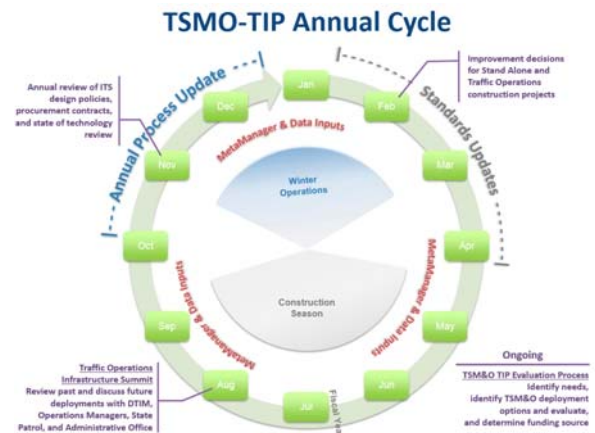 TSMO-TIP Annual Cycle
Annual Process Update
Standards Updates
Annual review of ITS
design policies,
procurement contracts,
and state of technology
review
Improvement decisions
for Stand Alone and
Traffic Operations
construction projects
Jan
Feb
Mar
Apr
May
Jun
Jul
Aug
Sep
Oct
Nov
Dec
MetaManager & Data Inputs
MetaManager & Data Inputs
MetaManager & Data Inputs
Winter
Operations
Construction
Season
Fiscal Yea
Traffic Operations
Infrastructure Summit
Review past and discuss future
deployments with DTIM,
Operations Managers, State
Patrol, and Administrative Office
Ongoing
TSM&O TIP Evaluation Process
Identify needs,
identify TSM&O deployment
options and evaluate,
and determine funding source